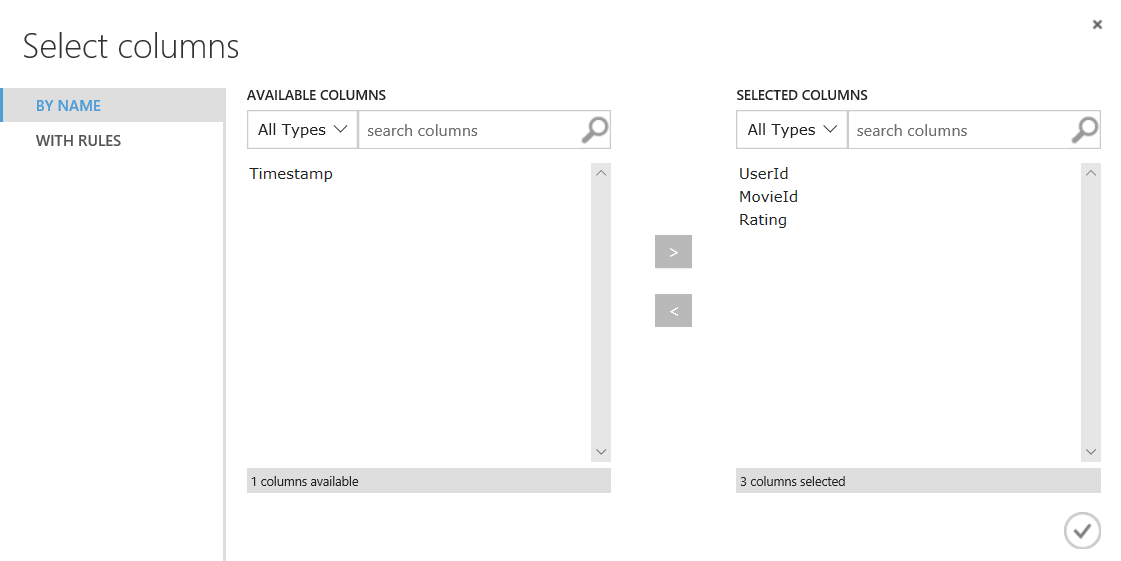 Select columns
BY NAME
WITH RULES
AVAILABLE COLUMNS
All Types
search columns
Timestamp
1 columns available
>
<
SELECTED COLUMNS
All Types
search columns
UserId
MovieId
Rating
3 columns selected